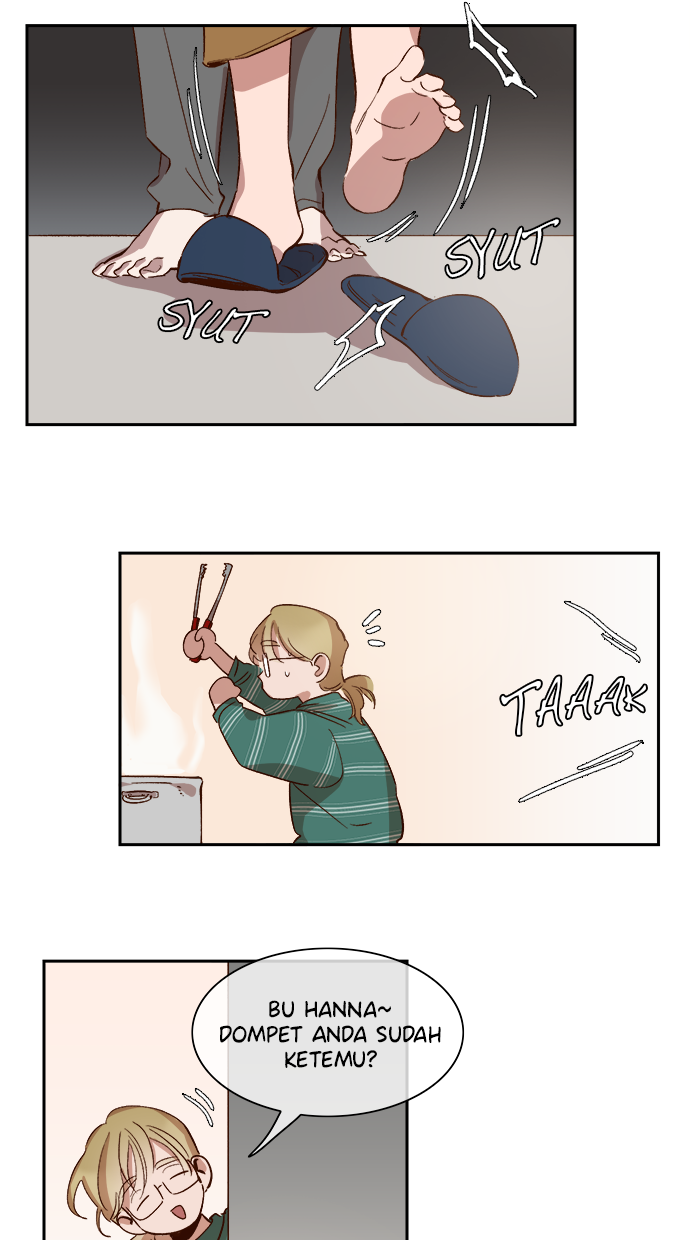 SYUT
SYUT
TAAAK
BU HANNA~
DOMPET ANDA SUDAH
KETEMU?